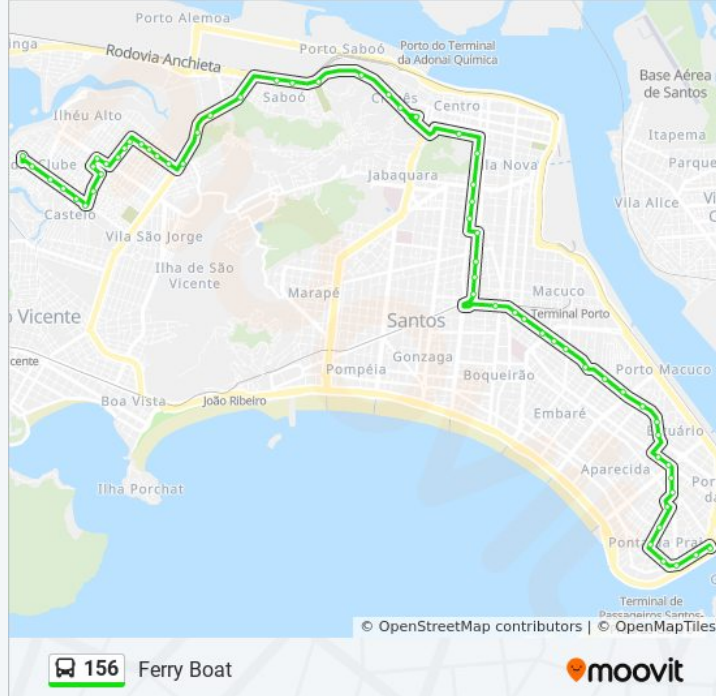 Porto Alemoa
Rodovia Anchieta
Porto Saboó
Porto do Terminal
da Adonai Química
Saboó
Centro
Base Aérea
de Santos
Ilhéu Alto
Itapema
Parque
Jabaquara
Vila Alice
Castelo
Vila São Jorge
Ilha de São
Vicente
Marapé
Macuco
Santos
Terminal Porto
Vicente
Gonzaga
Pompéia
Boqueirão
Porto Macuco
Boa Vista
João Ribeiro
Embaré
Aparecida
Ilha Porchat
Terminal de
Passageiros Santos-
© OpenStreetMap contributors | © OpenMapTiles
156 Ferry Boat
moovit